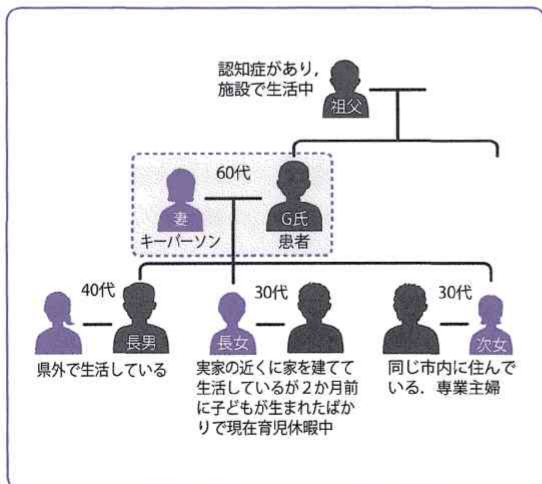 認知症があり，
施設で生活中
祖父
60代
妻
G氏
キーパーソン
患者
40代
長男
県外で生活している
30代
長女
実家の近くに家を建てて
生活しているが2か月前
に子どもが生まれたばか
りで現在育児休暇中
30代
次女
同じ市内に住んで
いる．専業主婦